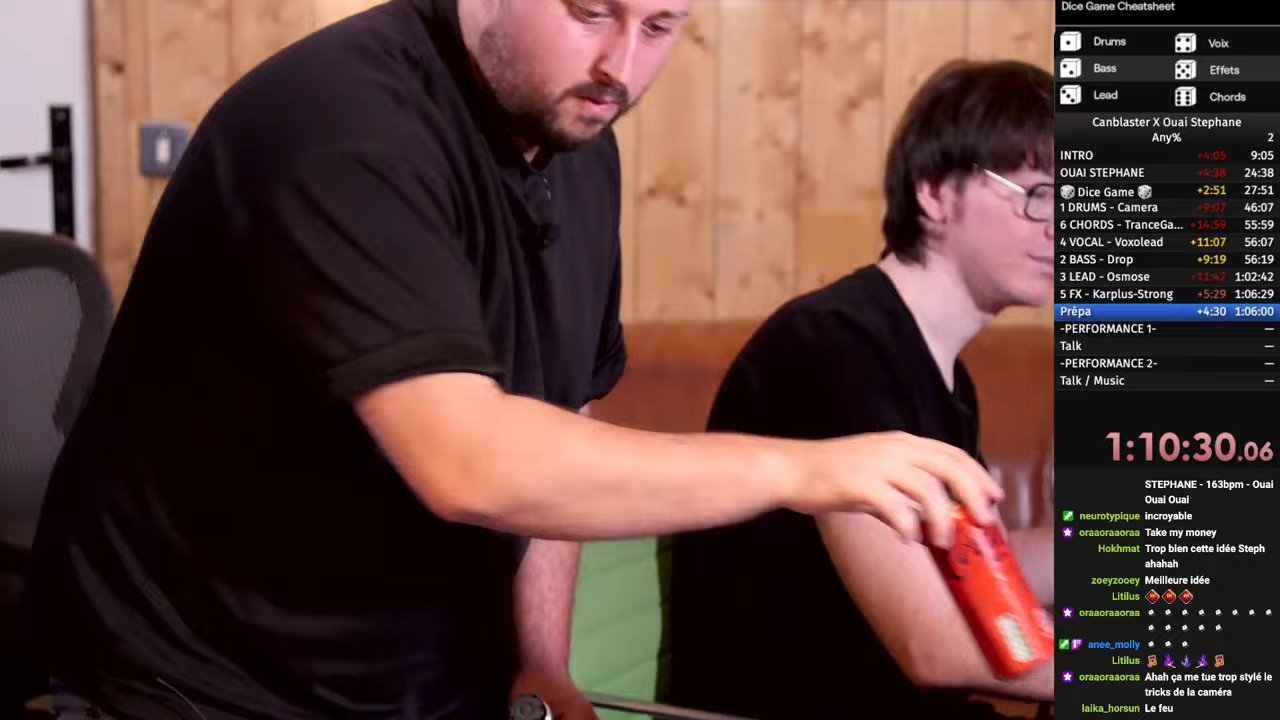 Dice Game Cheatsheet
Drums Voix
Bass Effets
Lead Chords
Canblaster X Ouai Stephane
Any% 2
INTRO +4:05 9:05
OUAI STEPHANE +4:38 24:38
Dice Game +2:51 27:51
1 DRUMS - Camera +9:07 46:07
6 CHORDS - TranceGa... +14:59 55:59
4 VOCAL - Voxolead +11:07 56:07
2 BASS - Drop +9:19 56:19
3 LEAD - Osmose +11:47 1:02:42
5 FX - Karplus-Strong +5:29 1:06:29
Prépa +4:30 1:06:00
-PERFORMANCE 1- —
Talk —
-PERFORMANCE 2- —
Talk / Music —
1:10:30.06
STEPHANE - 163bpm - Ouai
Ouai Ouai
neurotypique incroyable
oraoraoraoraa Take my money
Hokhmat Trop bien cette idée Steph
ahahah
zoeyzooey Meilleure idée
Litilus
oraoraoraoraa
anee_molly
Litilus
oraoraoraoraa Ahah ça me tue trop stylé le
tricks de la caméra
laika_horsun Le feu